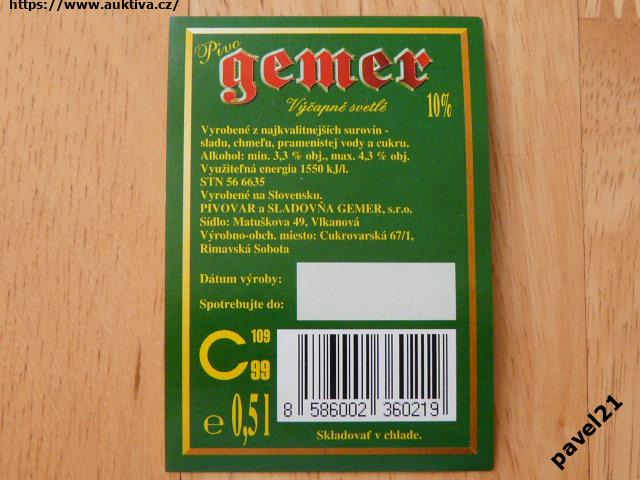 https://www.auktiva.cz/
Pivo
gemer
Výčapné svetlé
10%
Vyrobené z najkvalitnejších surovín -
sladu, chmeľu, pramenistej vody a cukru.
Alkohol: min. 3,3 % obj., max. 4,3 % obj.
Využiteľná energia 1550 kJ/l.
STN 56 6635
Vyrobené na Slovensku.
PIVOVAR a SLADOVŇA GEMER, s.r.o.
Sídlo: Matuškova 49, Vlkanová
Výrobno-obch. miesto: Cukrovarská 67/1,
Rimavská Sobota
Dátum výroby:
Spotrebujte do:
C 109
99
e 0,5 l
8 586002 360219
Skladovať v chlade.
pavel21